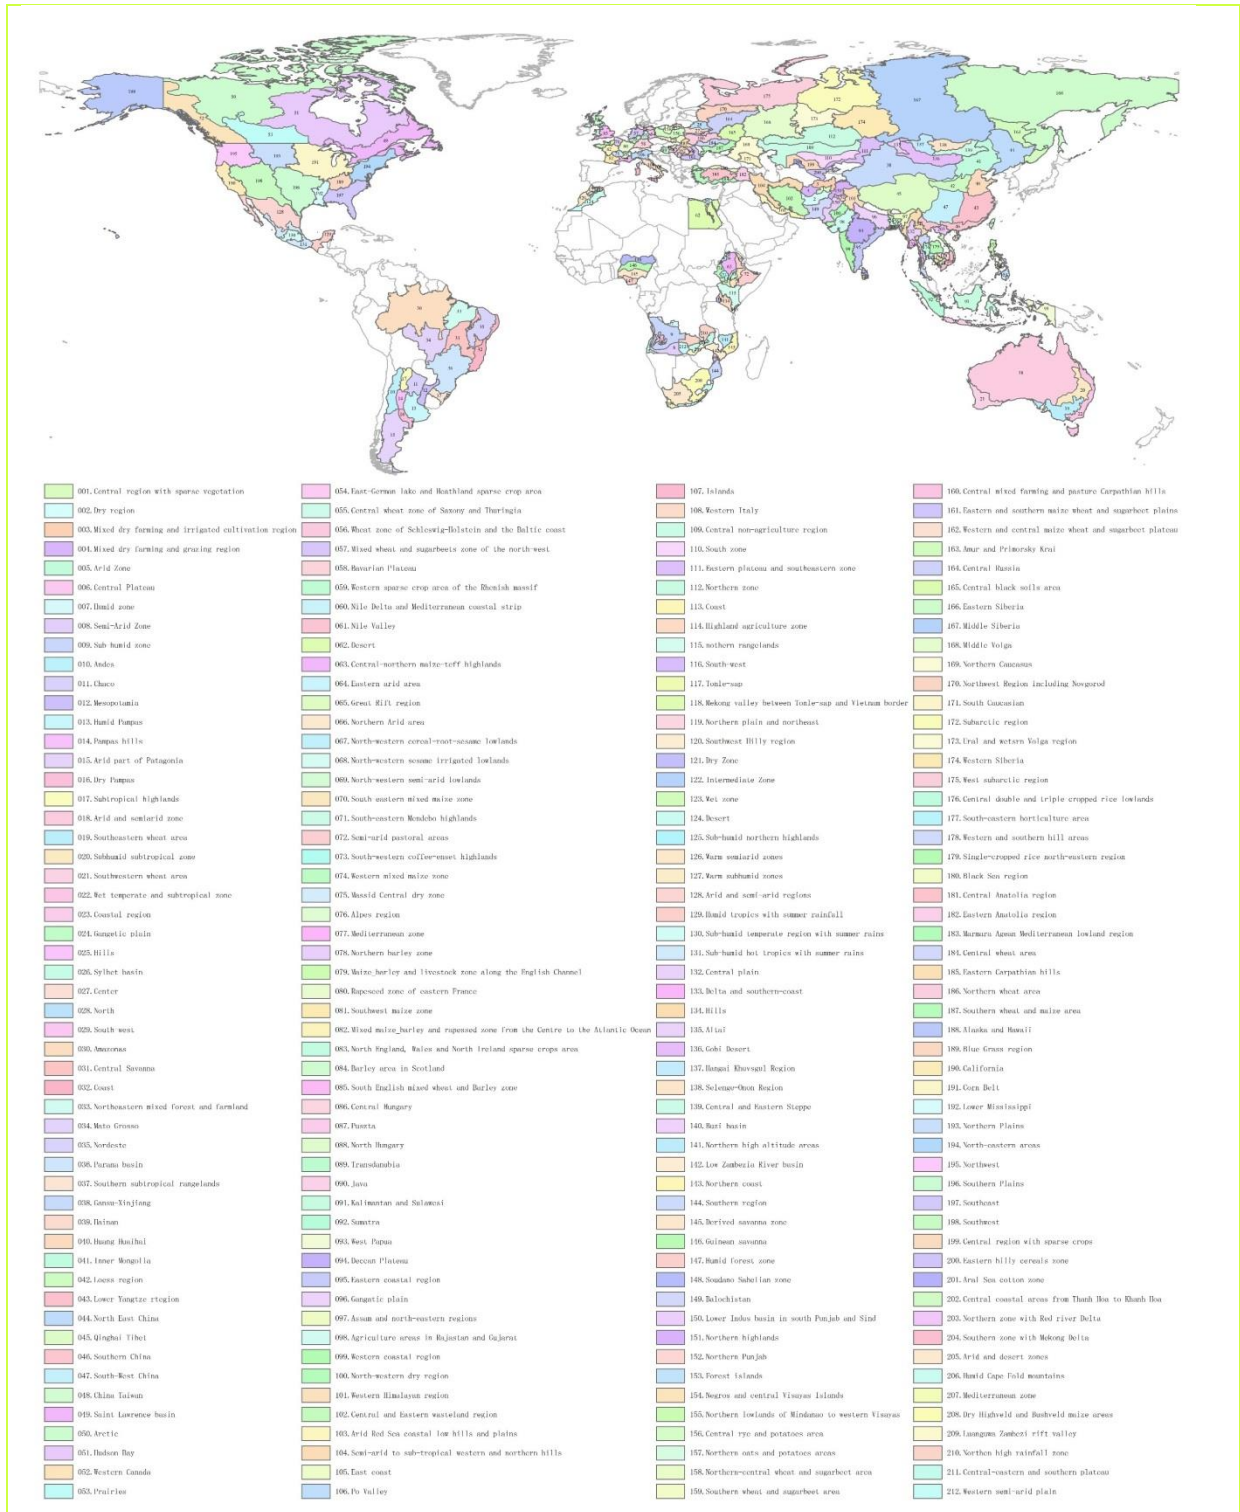 001.Central region with sparse vegetation
002.Dry region
003.Mixed dry farming and irrigated cultivation region
004.Mixed dry farming and grazing region
005.Arid Zone
006.Central Plateau
007.Humid zone
008.Semi-Arid Zone
009.Sub humid zone
010.Andes
011.Chaco
012.Mesopotamia
013.Humid Pampas
014.Pampas hills
015.Arid part of Patagonia
016.Dry Pampas
017.Subtropical highlands
018.Arid and semiarid zone
019.Southeastern wheat area
020.Subhumid subtropical zone
021.Southwestern wheat area
022.Wet temperate and subtropical zone
023.Coastal region
024.Gangetic plain
025.Hills
026.Sylhet basin
027.Center
028.North
029.South west
030.Amazonas
031.Central Savanna
032.Coast
033.Northeastern mixed forest and farmland
034.Mato Grosso
035.Nordeste
036.Parana basin
037.Southern subtropical rangelands
038.Gansu-Xinjiang
039.Hainan
040.Huang Huaihai
041.Inner Mongolia
042.Loess region
043.Lower Yangtze rtegion
044.North East China
045.Qinghai Tibet
046.Southern China
047.South-West China
048.China Taiwan
049.Saint Lawrence basin
050.Arctic
051.Hudson Bay
052.Western Canada
053.Prairies
054.East-German lake and Heathland sparse crop area
055.Central wheat zone of Saxony and Thuringia
056.Wheat zone of Schleswig-Holstein and the Baltic coast
057.Mixed wheat and sugarbeets zone of the north-west
058.Bavarian Plateau
059.Western sparse crop area of the Rhenish massif
060.Nile Delta and Mediterranean coastal strip
061.Nile Valley
062.Desert
063.Central-northern maize-teff highlands
064.Eastern arid area
065.Great Rift region
066.Northern Arid area
067.North-western cereal-root-sesame lowlands
068.North-western sesame irrigated lowlands
069.North-western semi-arid lowlands
070.South-eastern mixed maize zone
071.South-eastern Mendebo highlands
072.Semi-arid pastoral areas
073.South-western coffee-enset highlands
074.Western mixed maize zone
075.Massid Central dry zone
076.Alpes region
077.Mediterranean zone
078.Northern barley zone
079.Maize_barley and livestock zone along the English Channel
080.Rapeseed zone of eastern France
081.Southwest maize zone
082.Mixed maize_barley and rapessed zone from the Centre to the Atlantic Ocean
083.North England, Wales and North Ireland sparse crops area
084.Barley area in Scotland
085.South English mixed wheat and Barley zone
086.Central Hungary
087.Puszta
088.North Hungary
089.Transdanubia
090.Java
091.Kalimantan and Sulawesi
092.Sumatra
093.West Papua
094.Deccan Plateau
095.Eastern coastal region
096.Gangatic plain
097.Assam and north-eastern regions
098.Agriculture areas in Rajastan and Gujarat
099.Western coastal region
100.North-western dry region
101.Western Himalayan region
102.Central and Eastern wasteland region
103.Arid Red Sea coastal low hills and plains
104.Semi-arid to sub-tropical western and northern hills
105.East coast
106.Po Valley
107.Islands
108.Western Italy
109.Central non-agriculture region
110.South zone
111.Eastern plateau and southeastern zone
112.Northern zone
113.Coast
114.Highland agriculture zone
115.nothern rangelands
116.South-west
117.Tonle-sap
118.Mekong valley between Tonle-sap and Vietnam border
119.Northern plain and northeast
120.Southwest Hilly region
121.Dry Zone
122.Intermediate Zone
123.Wet zone
124.Desert
125.Sub-humid northern highlands
126.Warm semiarid zones
127.Warm subhumid zones
128.Arid and semi-arid regions
129.Humid tropics with summer rainfall
130.Sub-humid temperate region with summer rains
131.Sub-humid hot tropics with summer rains
132.Central plain
133.Delta and southern-coast
134.Hills
135.Altai
136.Gobi Desert
137.Hangai Khuvsgul Region
138.Selenge-Onon Region
139.Central and Eastern Steppe
140.Buzi basin
141.Northern high altitude areas
142.Low Zambezia River basin
143.Northern coast
144.Southern region
145.Derived savanna zone
146.Guinean savanna
147.Humid forest zone
148.Soudano Sahelian zone
149.Balochistan
150.Lower Indus basin in south Punjab and Sind
151.Northern highlands
152.Northern Punjab
153.Forest islands
154.Negros and central Visayas Islands
155.Northern lowlands of Mindanao to western Visayas
156.Central rye and potatoes area
157.Northern oats and potatoes areas
158.Northern-central wheat and sugarbeet area
159.Southern wheat and sugarbeet area
160.Central mixed farming and pasture Carpathian hills
161.Eastern and southern maize wheat and sugarbeet plains
162.Western and central maize wheat and sugarbeet plateau
163.Amur and Primorsky Krai
164.Central Russia
165.Central black soils area
166.Eastern Siberia
167.Middle Siberia
168.Middle Volga
169.Northern Caucasus
170.Northwest Region including Novgorod
171.South Caucasian
172.Subarctic region
173.Ural and wetsrn Volga region
174.Western Siberia
175.West subarctic region
176.Central double and triple cropped rice lowlands
177.South-eastern horticulture area
178.Western and southern hill areas
179.Single-cropped rice north-eastern region
180.Black Sea region
181.Central Anatolia region
182.Eastern Anatolia region
183.Marmara Agean Mediterranean lowland region
184.Central wheat area
185.Eastern Carpathian hills
186.Northern wheat area
187.Southern wheat and maize area
188.Alaska and Hawaii
189.Blue Grass region
190.California
191.Corn Belt
192.Lower Mississippi
193.Northern Plains
194.North-eastern areas
195.Northwest
196.Southern Plains
197.Southeast
198.Southwest
199.Central region with sparse crops
200.Eastern hilly cereals zone
201.Aral Sea cotton zone
202.Central coastal areas from Thanh Hoa to Khanh Hoa
203.Northern zone with Red river Delta
204.Southern zone with Mekong Delta
205.Arid and desert zones
206.Humid Cape Fold mountains
207.Mediterranean zone
208.Dry Highveld and Bushveld maize areas
209.Luangwa Zambezi rift valley
210.Northen high rainfall zone
211.Central-eastern and southern plateau
212.Western semi-arid plain